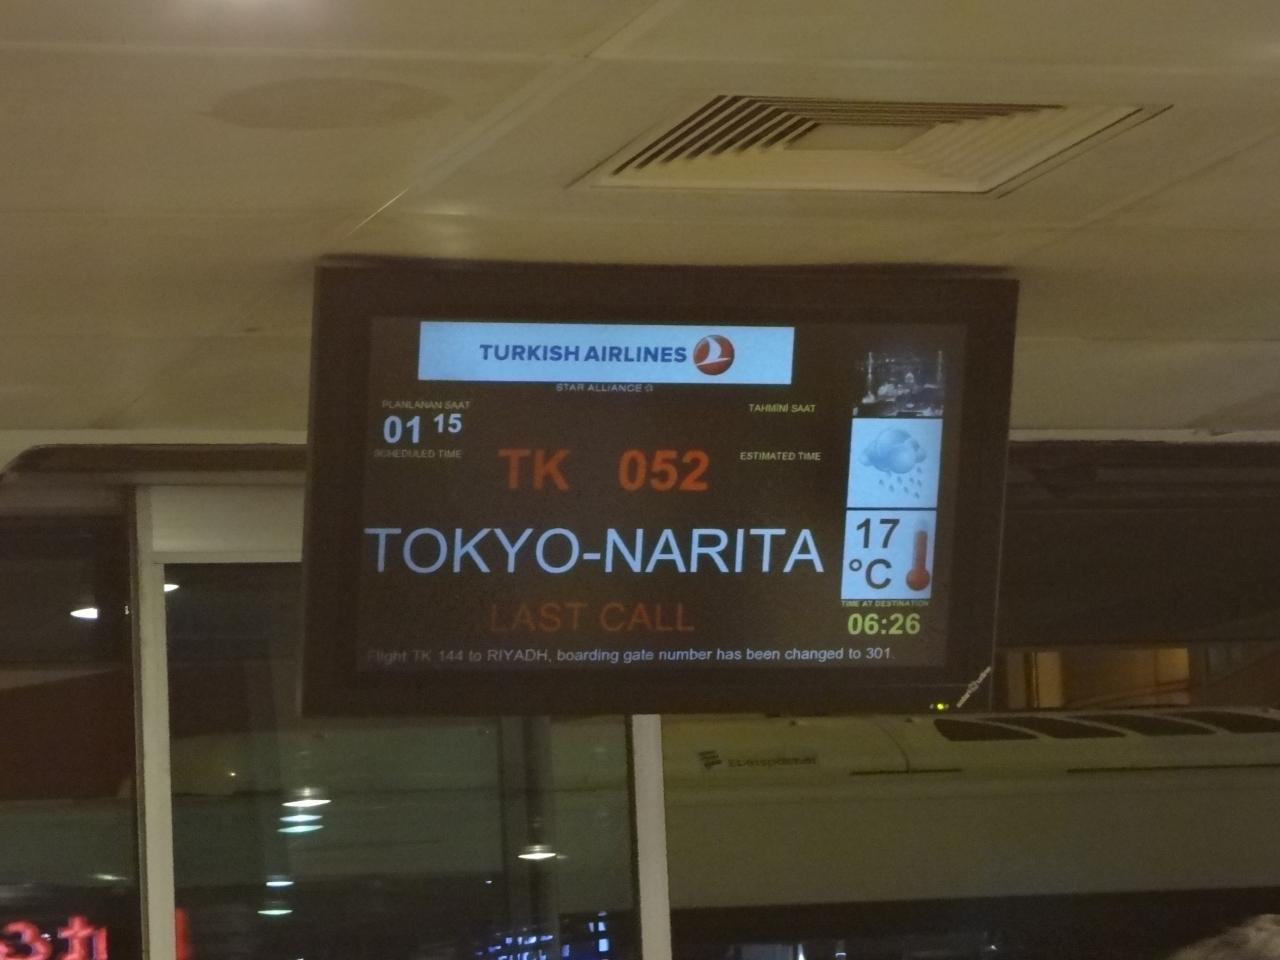 TURKISH AIRLINES
STAR ALLIANCE
PLANLANAN SAAT
01 15
SCHEDULED TIME
TAHMİNİ SAAT
ESTIMATED TIME
TK 052
TOKYO-NARITA
LAST CALL
17
°C
TIME AT DESTINATION
06:26
Flight TK 144 to RIYADH, boarding gate number has been changed to 301.